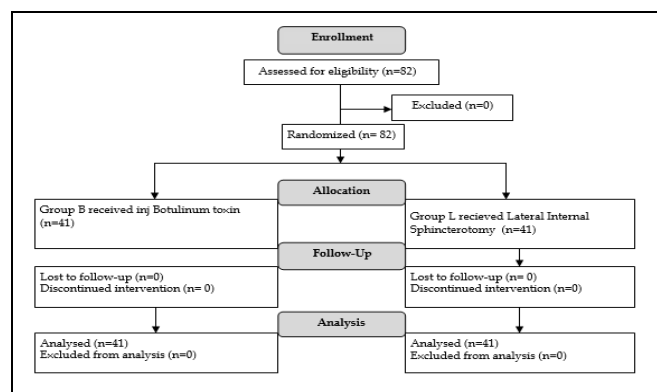 Enrollment
Assessed for eligibility (n=82)
Excluded (n=0)
Randomized (n= 82)
Allocation
Group B received inj Botulinum toxin
(n=41)
Group L recieved Lateral Internal
Sphincterotomy (n=41)
Follow-Up
Lost to follow-up (n=0)
Discontinued intervention (n= 0)
Lost to follow-up (n= 0)
Discontinued intervention (n=0)
Analysis
Analysed (n=41)
Excluded from analysis (n=0)
Analysed (n=41)
Excluded from analysis (n=0)